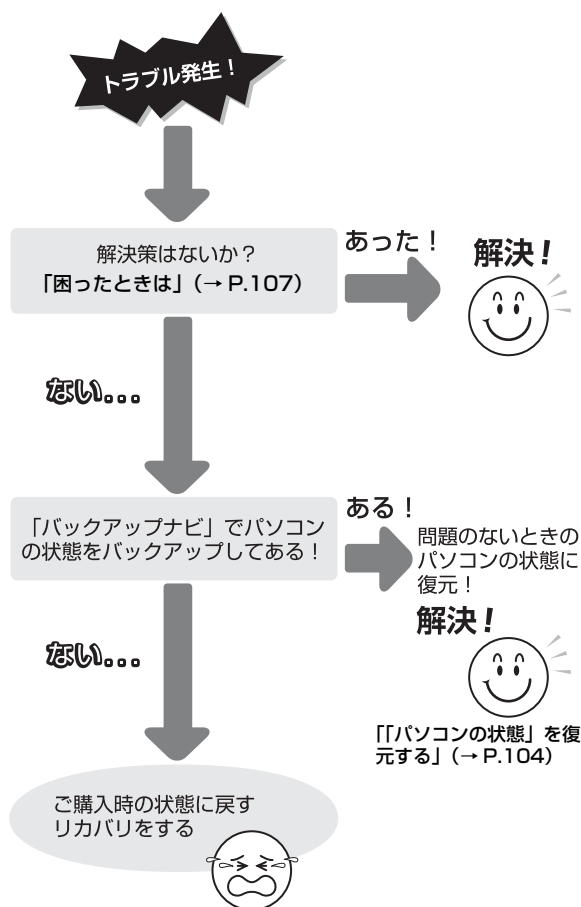 トラブル発生！
解決策はないか？
「困ったときは」（→ P.107）
あった！
解決！
ない...
「バックアップナビ」でパソコン
の状態をバックアップしてある！
ある！
問題のないときの
パソコンの状態に
復元！
解決！
「「パソコンの状態」を復
元する」（→ P.104）
ない...
ご購入時の状態に戻す
リカバリをする